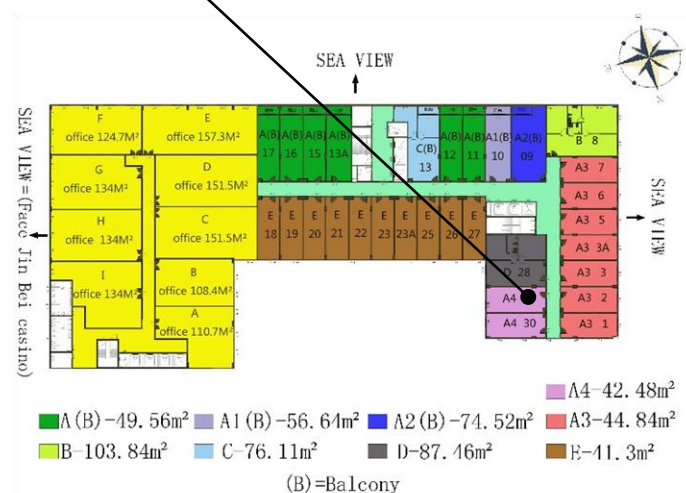 SEA VIEW
SEA VIEW=(Face Jin Bei casino)
SEA VIEW
F
office 124.7M²
E
office 157.3M²
G
office 134M²
D
office 151.5M²
H
office 134M²
C
office 151.5M²
I
office 134M²
B
office 108.4M²
A
office 110.7M²
A(B)
17
A(B)
16
A(B)
15
A(B)
13A
C(B)
13
A(B)
12
A(B)
11
A1(B)
10
A2(B)
09
B 8
A3 7
A3 6
A3 5
A3 3A
A3 3
A3 2
A3 1
E
18
E
19
E
20
E
21
E
22
E
23
E
23A
E
25
E
26
E
27
D 28
A4
A4 30
A4-42.48m²
A(B)-49.56m² A1(B)-56.64m² A2(B)-74.52m² A3-44.84m²
B-103.84m² C-76.11m² D-87.46m² E-41.3m²
(B)=Balcony